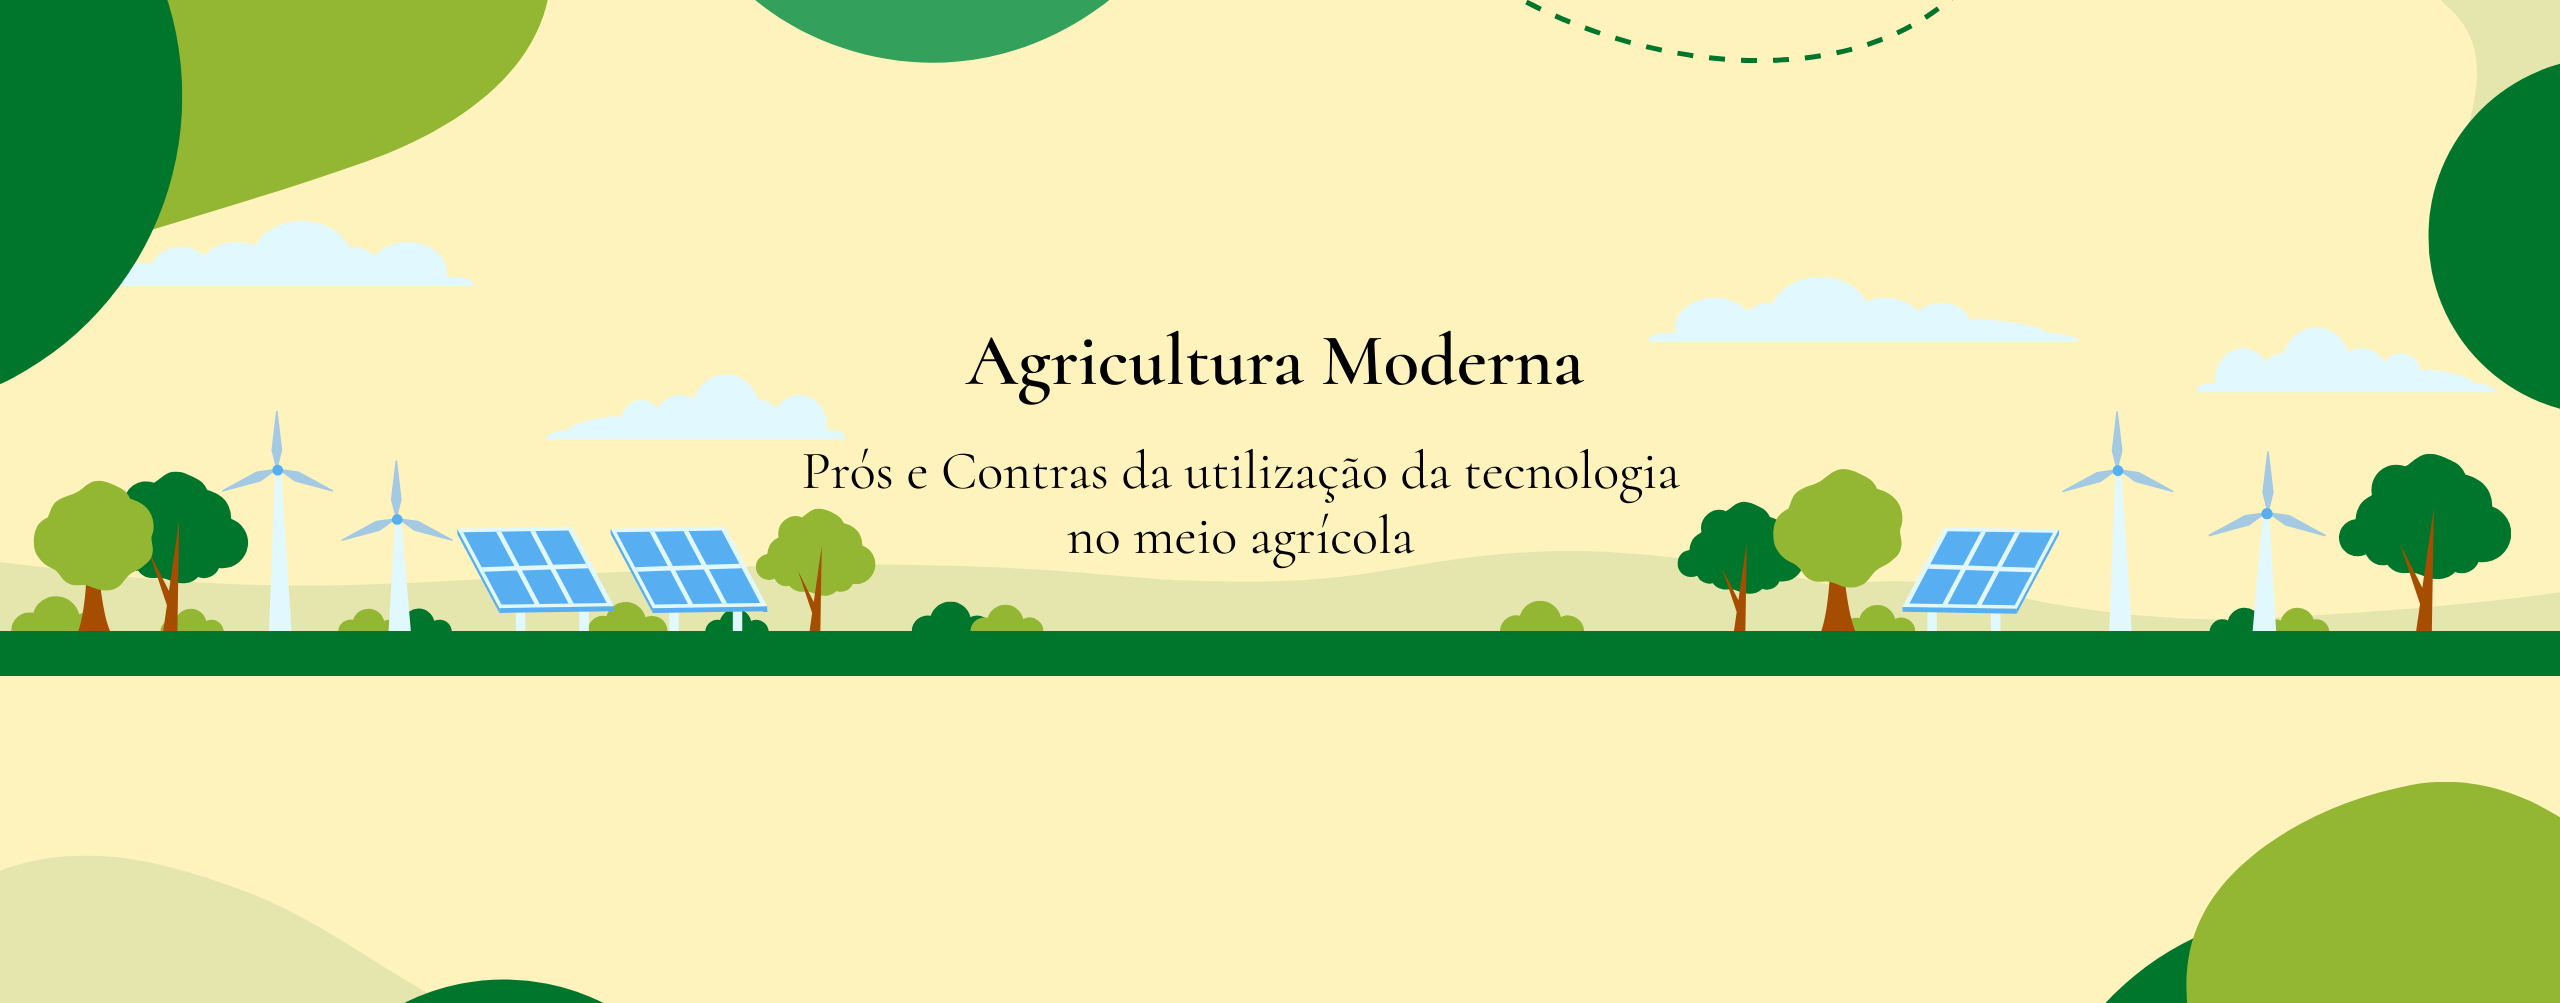 Agricultura Moderna
Prós e Contras da utilização da tecnologia
no meio agrícola